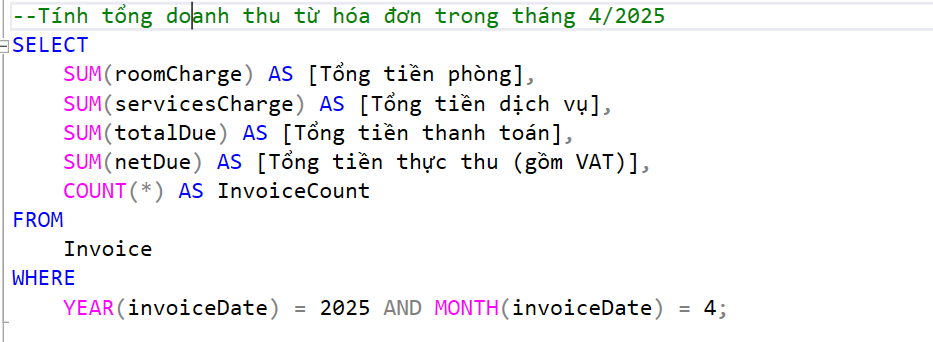 --Tính tổng doanh thu từ hóa đơn trong tháng 4/2025
SELECT
SUM(roomCharge) AS [Tổng tiền phòng],
SUM(servicesCharge) AS [Tổng tiền dịch vụ],
SUM(totalDue) AS [Tổng tiền thanh toán],
SUM(netDue) AS [Tổng tiền thực thu (gồm VAT)],
COUNT(*) AS InvoiceCount
FROM
Invoice
WHERE
YEAR(invoiceDate) = 2025 AND MONTH(invoiceDate) = 4;